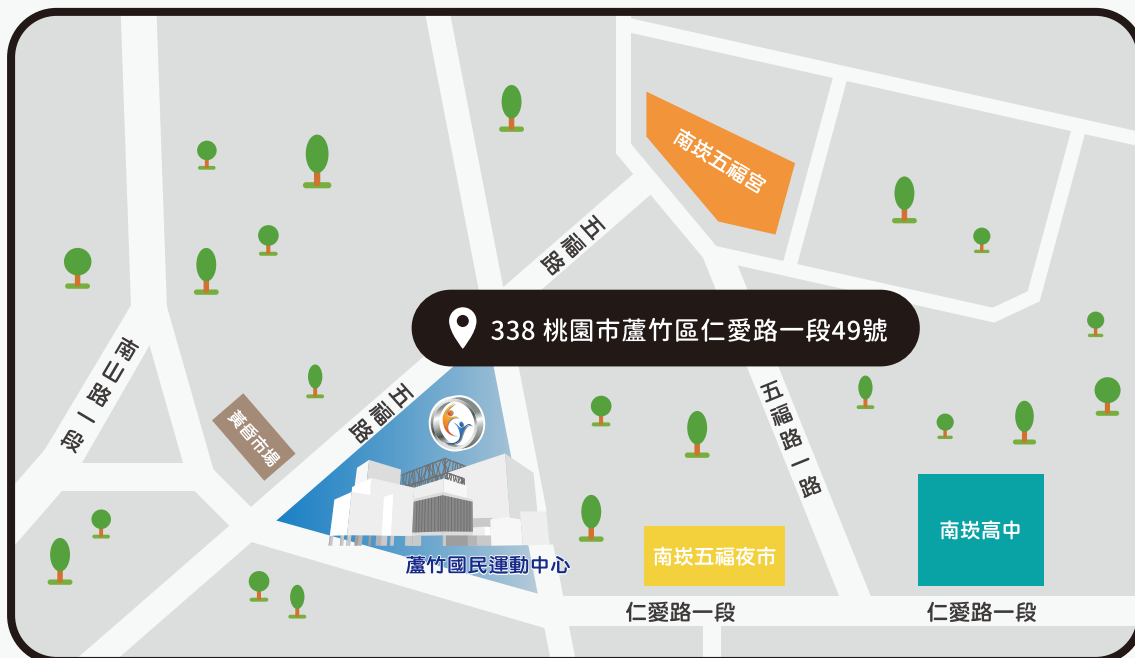 南崁五福宮
五福路
338 桃園市蘆竹區仁愛路一段49號
南山路一段
五福路
五福路一路
黃昏市場
南崁高中
南崁五福夜市
蘆竹國民運動中心
仁愛路一段
仁愛路一段